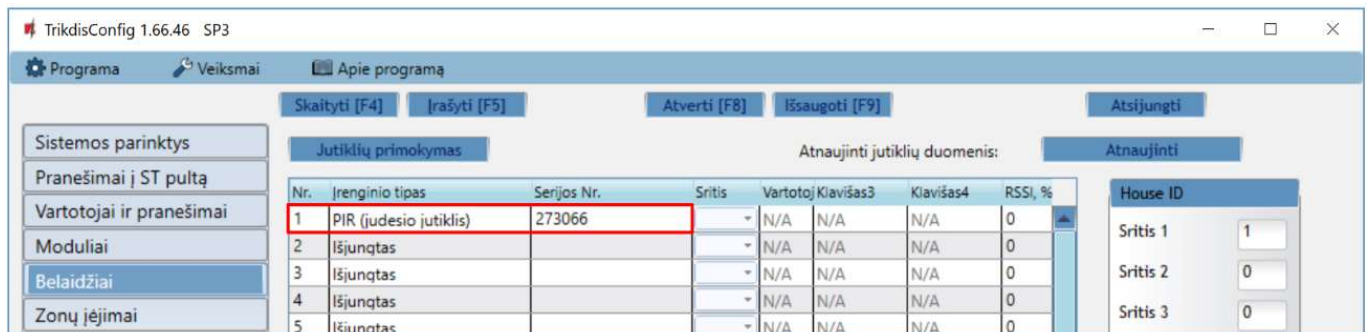 TrikdisConfig 1.66.46 SP3
Programa Veiksmai Apie programą
Skaityti [F4] Įrašyti [F5] Atverti [F8] Išsaugoti [F9] Atsijungti
Sistemos parinktys
Pranešimai į ST pultą
Vartotojai ir pranešimai
Moduliai
Belaidžiai
Zonų įėjimai
Jutiklių primokymas Atnaujinti jutiklių duomenis: Atnaujinti
Nr. Įrenginio tipas Serijos Nr. Sritis Vartotoj Klavišas3 Klavišas4 RSSI, %
1 PIR (judesio jutiklis) 273066 N/A N/A N/A 0
2 Išjungtas N/A N/A N/A 0
3 Išjungtas N/A N/A N/A 0
4 Išjungtas N/A N/A N/A 0
5 Išjungtas N/A N/A N/A 0
House ID
Sritis 1 1
Sritis 2 0
Sritis 3 0